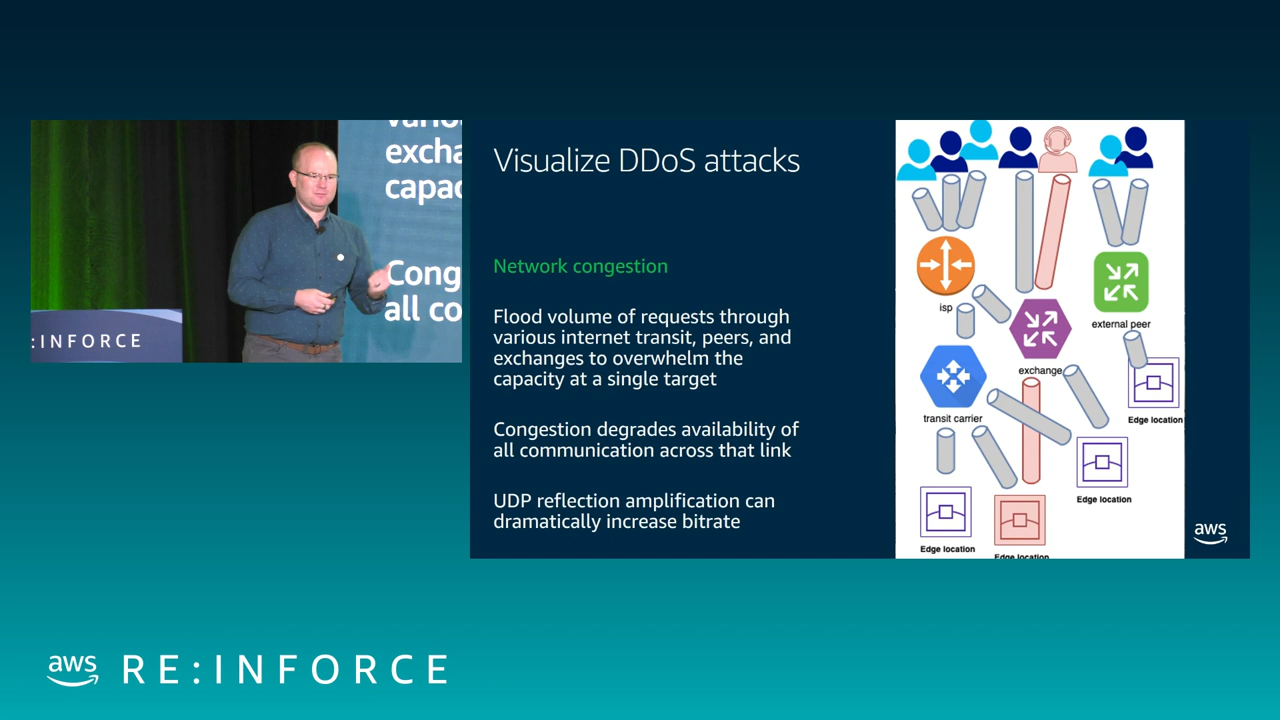 vario
excha
capac
Cong
all co
:INFORCE
Visualize DDoS attacks
Network congestion
Flood volume of requests through
various internet transit, peers, and
exchanges to overwhelm the
capacity at a single target
Congestion degrades availability of
all communication across that link
UDP reflection amplification can
dramatically increase bitrate
isp
external peer
exchange
transit carrier
Edge location
Edge location
Edge location
Edge location
aws
aws RE:INFORCE